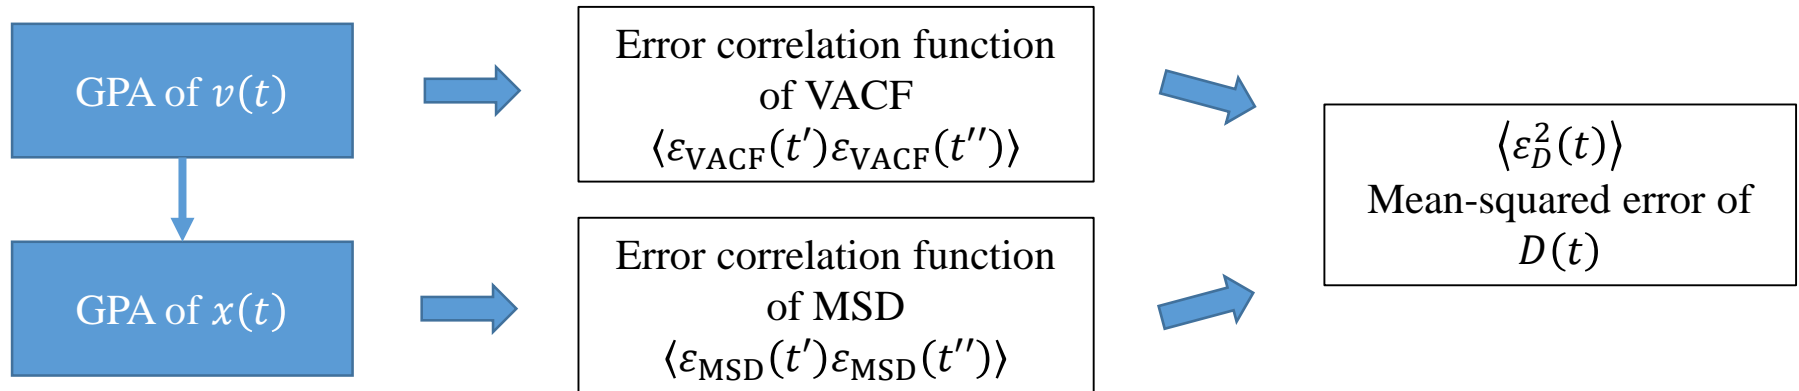 GPA of 𝑣(𝑡)
Error correlation function
of VACF
⟨𝜀VACF(𝑡′)𝜀VACF(𝑡′′)⟩
GPA of 𝑥(𝑡)
Error correlation function
of MSD
⟨𝜀MSD(𝑡′)𝜀MSD(𝑡′′)⟩
⟨𝜀²_𝐷(𝑡)⟩
Mean-squared error of
𝐷(𝑡)